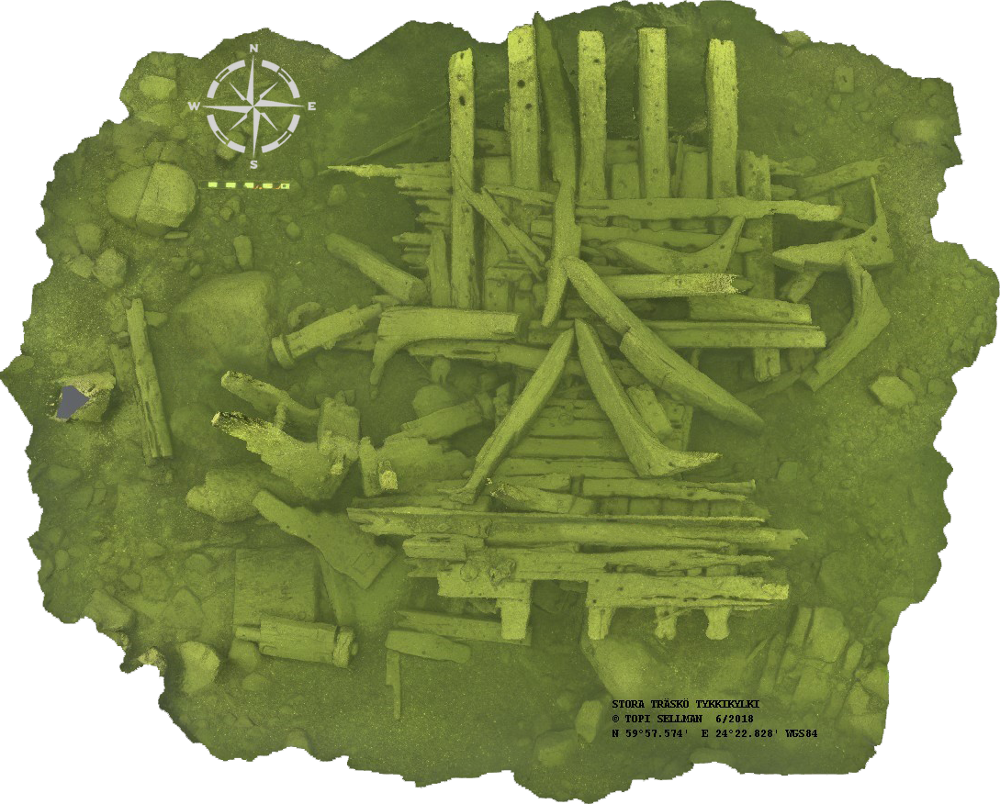 N
W E
S
STORA TRÄSKÖ TYKKIKYLKI
© TOPI SELLMAN 6/2018
N 59°57.574' E 24°22.828' WGS84